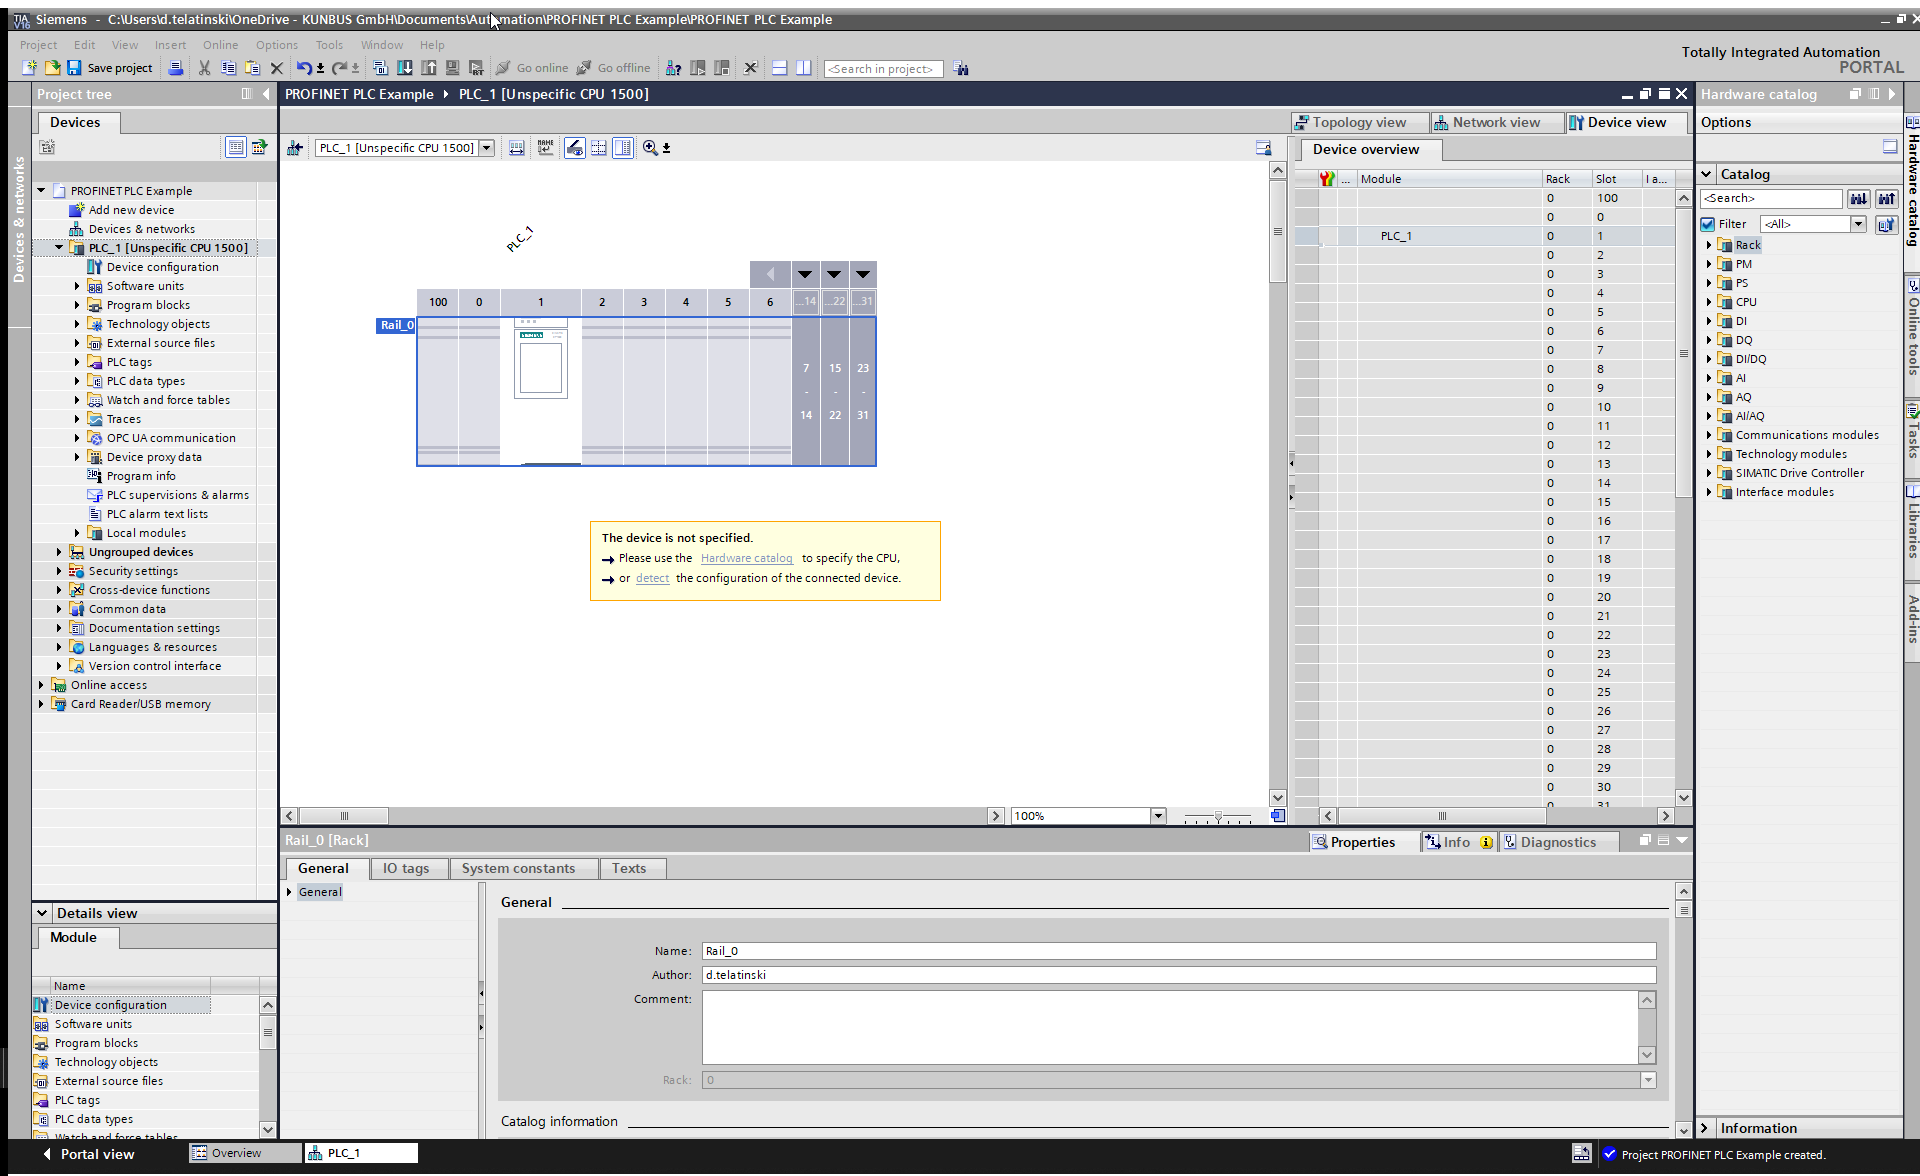 Siemens - C:\Users\d.telatinski\OneDrive - KUNBUS GmbH\Documents\Automation\PROFINET PLC Example\PROFINET PLC Example
Project Edit View Insert Online Options Tools Window Help
Totally Integrated Automation
PORTAL
Save project
Go online
Go offline
<Search in project>
Project tree
Devices
Devices & networks
PROFINET PLC Example
Add new device
Devices & networks
PLC_1 [Unspecific CPU 1500]
Device configuration
Software units
Program blocks
Technology objects
External source files
PLC tags
PLC data types
Watch and force tables
Traces
OPC UA communication
Device proxy data
Program info
PLC supervisions & alarms
PLC alarm text lists
Local modules
Ungrouped devices
Security settings
Cross-device functions
Common data
Documentation settings
Languages & resources
Version control interface
Online access
Card Reader/USB memory
Details view
Module
Name
Device configuration
Software units
Program blocks
Technology objects
External source files
PLC tags
PLC data types
Watch and force tables
PROFINET PLC Example PLC_1 [Unspecific CPU 1500]
Topology view
Network view
Device view
PLC_1 [Unspecific CPU 1500]
PLC_1
100 0 1 2 3 4 5 6 ...14 ...22 ...31
Rail_0
7 15 23
- - -
14 22 31
The device is not specified.
Please use the Hardware catalog to specify the CPU,
or detect the configuration of the connected device.
100%
Device overview
... Module Rack Slot I a...
0 100
0 0
PLC_1 0 1
0 2
0 3
0 4
0 5
0 6
0 7
0 8
0 9
0 10
0 11
0 12
0 13
0 14
0 15
0 16
0 17
0 18
0 19
0 20
0 21
0 22
0 23
0 24
0 25
0 26
0 27
0 28
0 29
0 30
0 31
Rail_0 [Rack]
Properties
Info
Diagnostics
General
IO tags
System constants
Texts
General
General
Name: Rail_0
Author: d.telatinski
Comment:
Rack: 0
Catalog information
Hardware catalog
Options
Catalog
<Search>
Filter <All>
Rack
PM
PS
CPU
DI
DQ
DI/DQ
AI
AQ
AI/AQ
Communications modules
Technology modules
SIMATIC Drive Controller
Interface modules
Information
Hardware catalog
Online tools
Tasks
Libraries
Add-ins
Portal view
Overview
PLC_1
Project PROFINET PLC Example created.